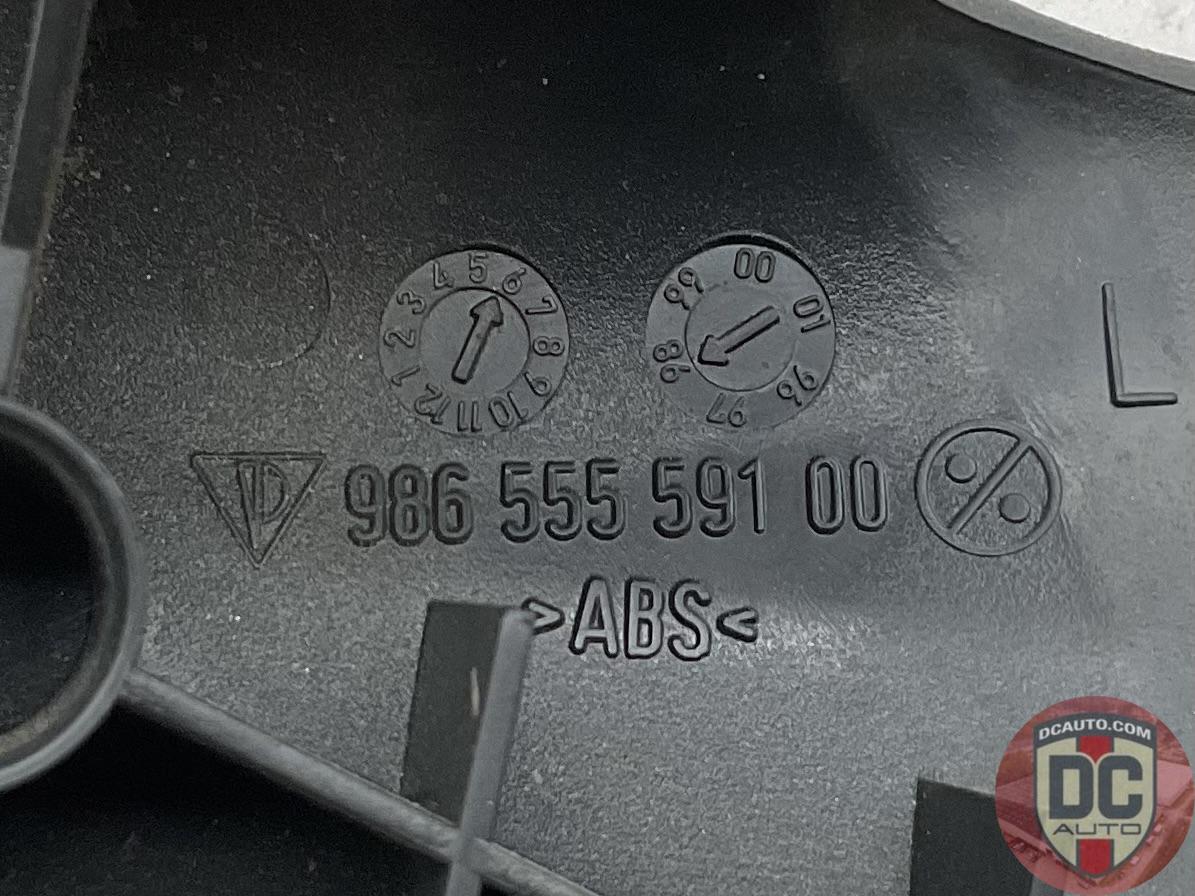 1 2 3 4 5 6 7 8 9 10 11 12
96 97 98 99 00 01
L
986 555 591 00
>ABS<
DCAUTO.COM
DC
AUTO